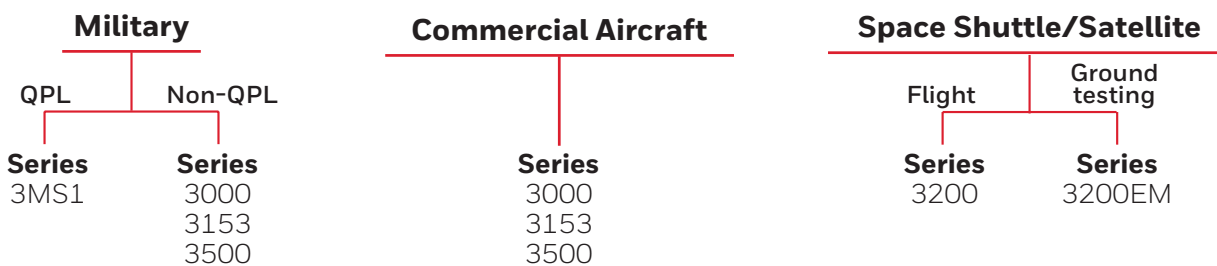 Military
QPL
Non-QPL
Series
3MS1
Series
3000
3153
3500
Commercial Aircraft
Series
3000
3153
3500
Space Shuttle/Satellite
Flight
Ground
testing
Series
3200
Series
3200EM